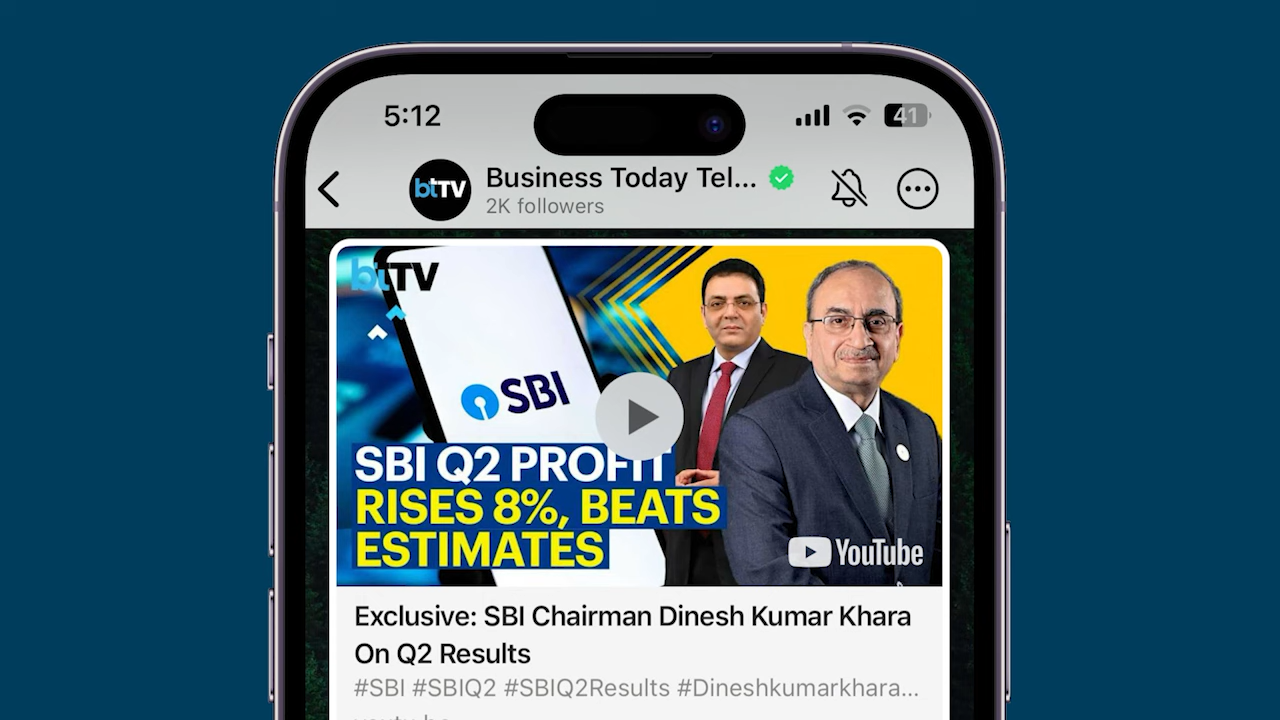 5:12
41
btTV
Business Today Tel...
2K followers
btTV
SBI
SBI Q2 PROFIT
RISES 8%, BEATS
ESTIMATES
YouTube
Exclusive: SBI Chairman Dinesh Kumar Khara
On Q2 Results
#SBI #SBIQ2 #SBIQ2Results #Dineshkumarkhara...